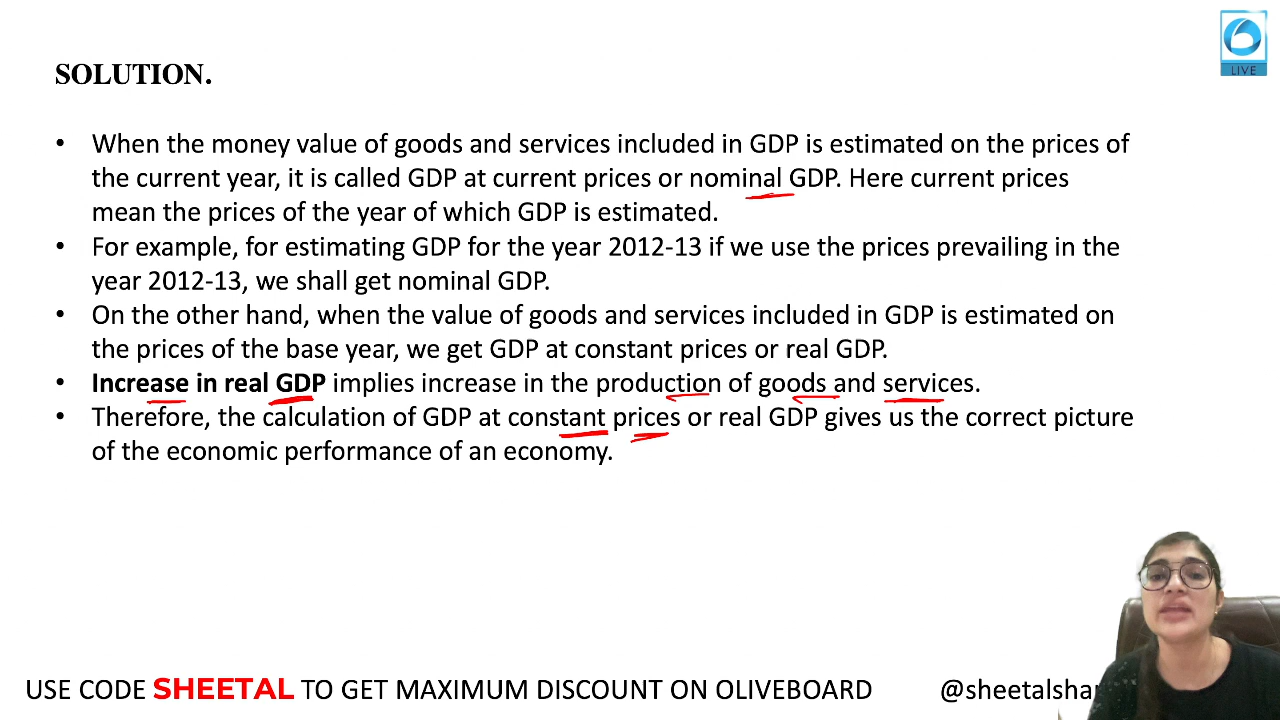 LIVE
SOLUTION.
• When the money value of goods and services included in GDP is estimated on the prices of
the current year, it is called GDP at current prices or nominal GDP. Here current prices
mean the prices of the year of which GDP is estimated.
• For example, for estimating GDP for the year 2012-13 if we use the prices prevailing in the
year 2012-13, we shall get nominal GDP.
• On the other hand, when the value of goods and services included in GDP is estimated on
the prices of the base year, we get GDP at constant prices or real GDP.
• Increase in real GDP implies increase in the production of goods and services.
• Therefore, the calculation of GDP at constant prices or real GDP gives us the correct picture
of the economic performance of an economy.
USE CODE SHEETAL TO GET MAXIMUM DISCOUNT ON OLIVEBOARD